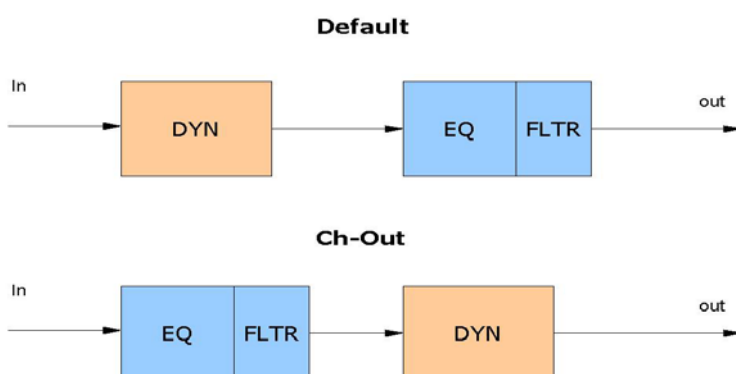 Default
In
DYN
EQ
FLTR
out
Ch-Out
In
EQ
FLTR
DYN
out